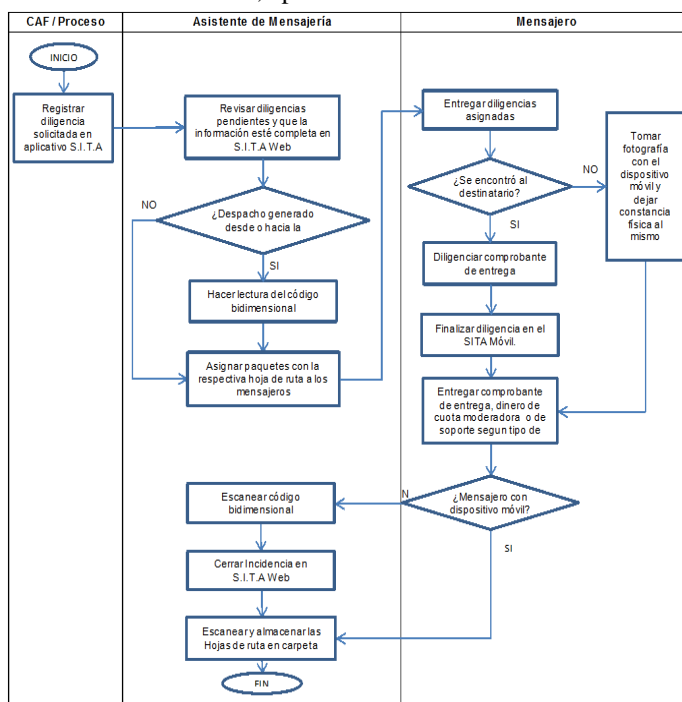 CAF / Proceso
Asistente de Mensajería
Mensajero
INICIO
Registrar
diligencia
solicitada en
aplicativo S.I.T.A
Revisar diligencias
pendientes y que la
información esté completa en
S.I.T.A Web
NO
¿Despacho generado
desde o hacia la
SI
Hacer lectura del código
bidimensional
Asignar paquetes con la
respectiva hoja de ruta a los
mensajeros
Entregar diligencias
asignadas
¿Se encontró al
destinatario?
NO
Tomar
fotografía
con el
dispositivo
móvil y
dejar
constancia
física al
mismo
SI
Diligenciar comprobante
de entrega
Finalizar diligencia en el
SITA Móvil.
Entregar comprobante
de entrega, dinero de
cuota moderadora o de
soporte segun tipo de
¿Mensajero con
dispositivo móvil?
N
SI
Escanear código
bidimensional
Cerrar Incidencia en
S.I.T.A Web
Escanear y almacenar las
Hojas de ruta en carpeta
FIN